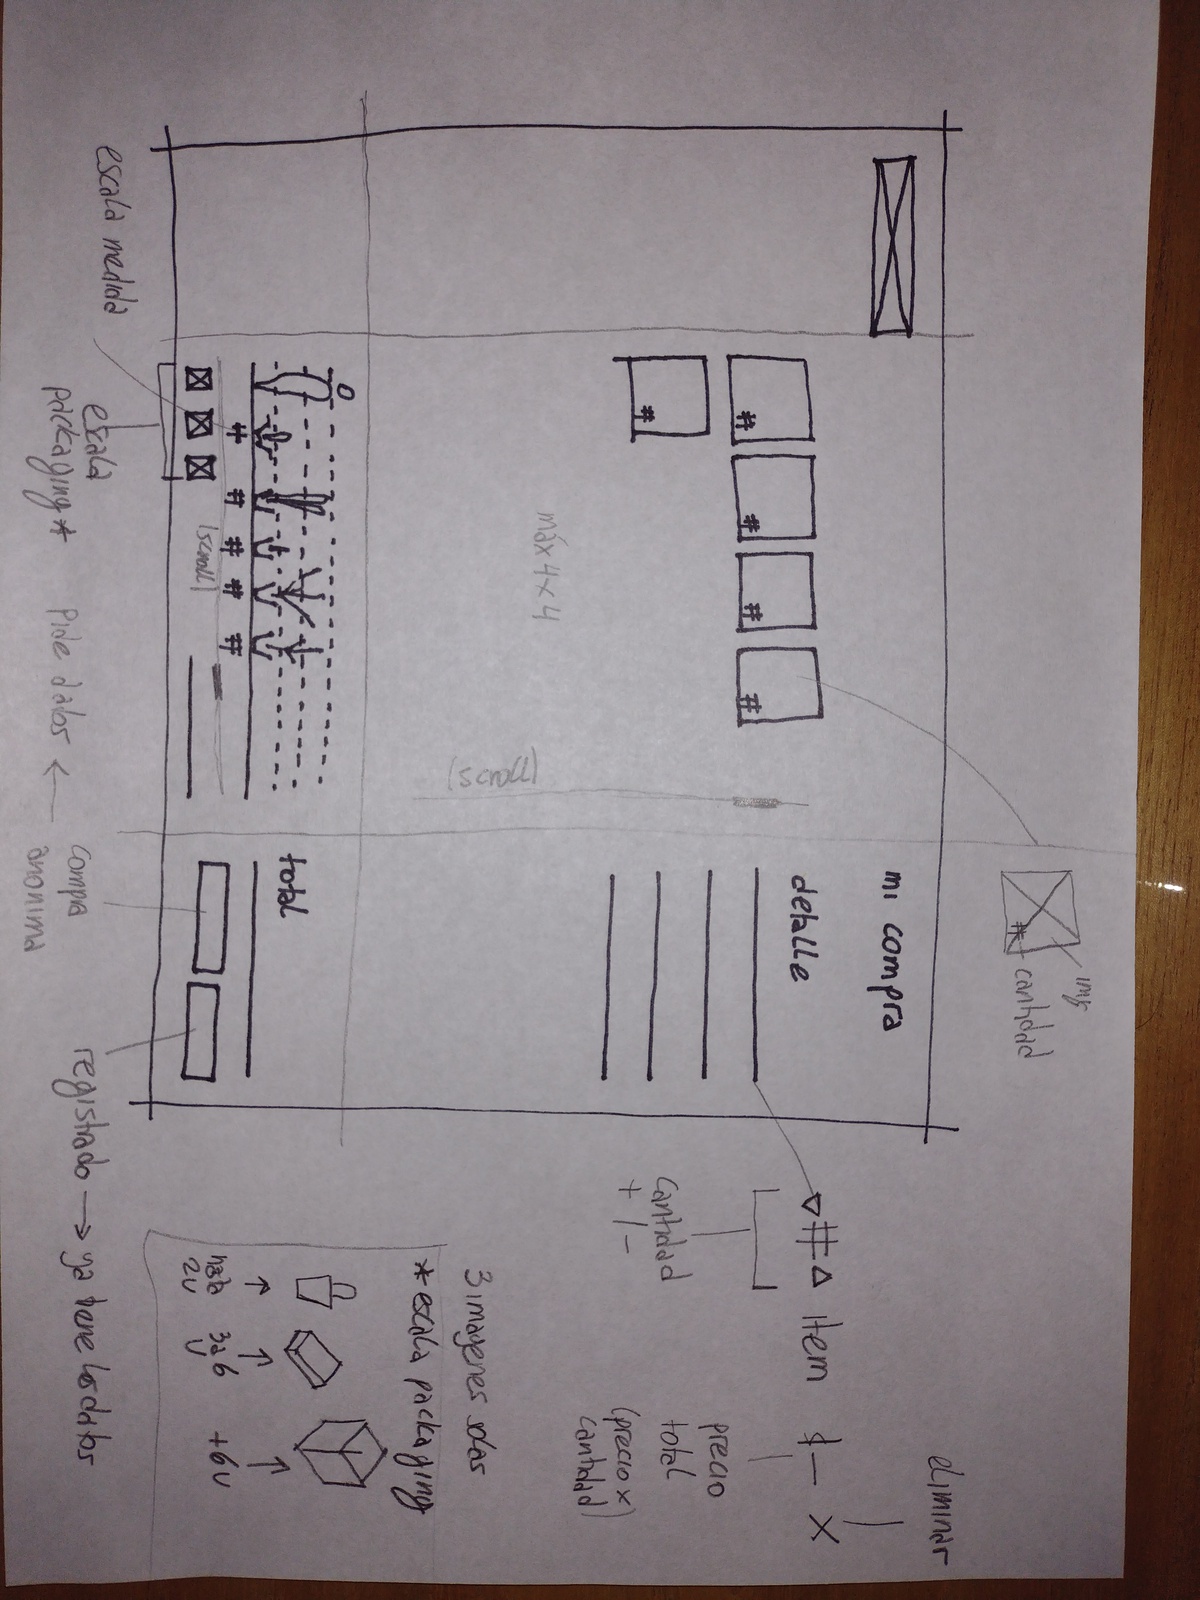 img
# cantidad
mi compra
detalle
#
#
#
#
#
máx 4x4
(scroll)
total
# # # # #
(scroll)
escala medida
escala
packaging*
pide datos ←
compra
anonima
registrado → ya tiene los datos
eliminar
◁ # ▷ Item $— X
cantidad
+/-
precio
total
(precio x
cantidad)
3 imagenes solas
* escala packaging
hasta
2u
3 a 6
u
+6u